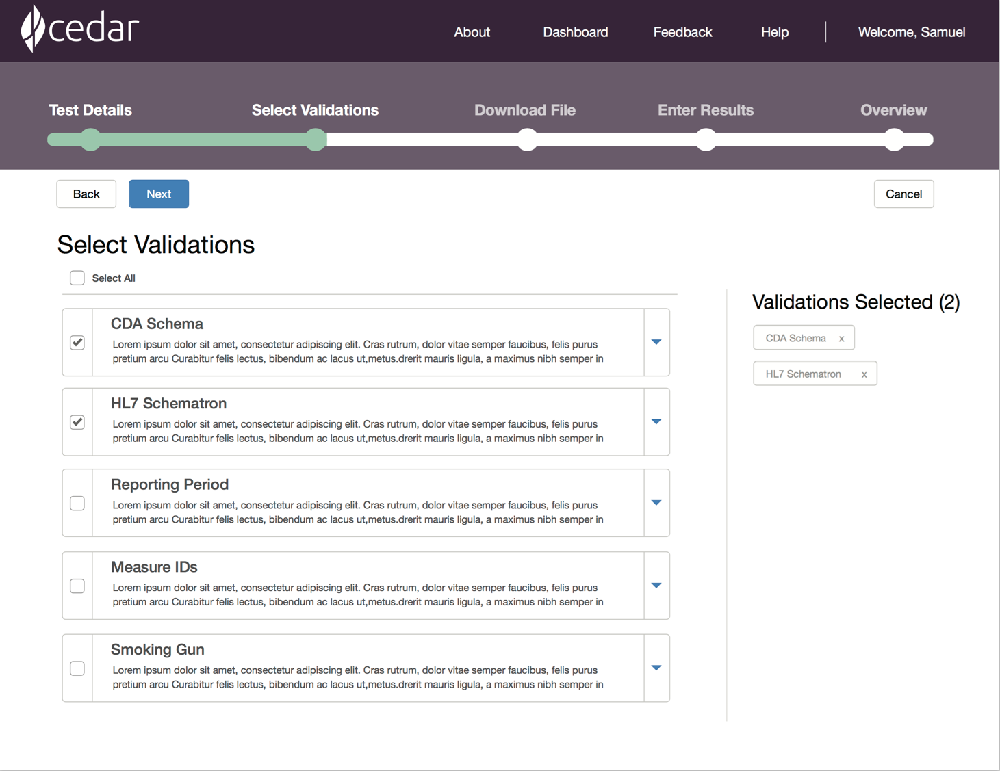 cedar
About
Dashboard
Feedback
Help
Welcome, Samuel
Test Details
Select Validations
Download File
Enter Results
Overview
Back
Next
Cancel
Select Validations
Select All
CDA Schema
Lorem ipsum dolor sit amet, consectetur adipiscing elit. Cras rutrum, dolor vitae semper faucibus, felis purus
pretium arcu Curabitur felis lectus, bibendum ac lacus ut,metus.drerit mauris ligula, a maximus nibh semper in
HL7 Schematron
Lorem ipsum dolor sit amet, consectetur adipiscing elit. Cras rutrum, dolor vitae semper faucibus, felis purus
pretium arcu Curabitur felis lectus, bibendum ac lacus ut,metus.drerit mauris ligula, a maximus nibh semper in
Reporting Period
Lorem ipsum dolor sit amet, consectetur adipiscing elit. Cras rutrum, dolor vitae semper faucibus, felis purus
pretium arcu Curabitur felis lectus, bibendum ac lacus ut,metus.drerit mauris ligula, a maximus nibh semper in
Measure IDs
Lorem ipsum dolor sit amet, consectetur adipiscing elit. Cras rutrum, dolor vitae semper faucibus, felis purus
pretium arcu Curabitur felis lectus, bibendum ac lacus ut,metus.drerit mauris ligula, a maximus nibh semper in
Smoking Gun
Lorem ipsum dolor sit amet, consectetur adipiscing elit. Cras rutrum, dolor vitae semper faucibus, felis purus
pretium arcu Curabitur felis lectus, bibendum ac lacus ut,metus.drerit mauris ligula, a maximus nibh semper in
Validations Selected (2)
CDA Schema x
HL7 Schematron x